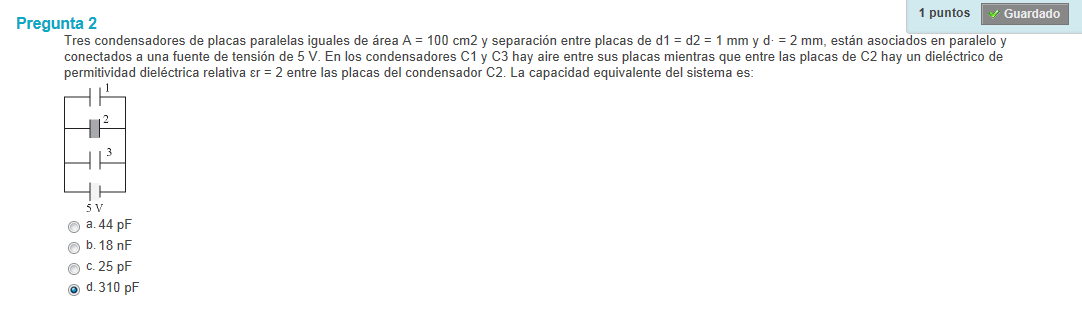 1 puntos
Guardado
Pregunta 2
Tres condensadores de placas paralelas iguales de área A = 100 cm2 y separación entre placas de d1 = d2 = 1 mm y d· = 2 mm, están asociados en paralelo y
conectados a una fuente de tensión de 5 V. En los condensadores C1 y C3 hay aire entre sus placas mientras que entre las placas de C2 hay un dieléctrico de
permitividad dieléctrica relativa εr = 2 entre las placas del condensador C2. La capacidad equivalente del sistema es:
1
2
3
5 V
a. 44 pF
b. 18 nF
c. 25 pF
d. 310 pF